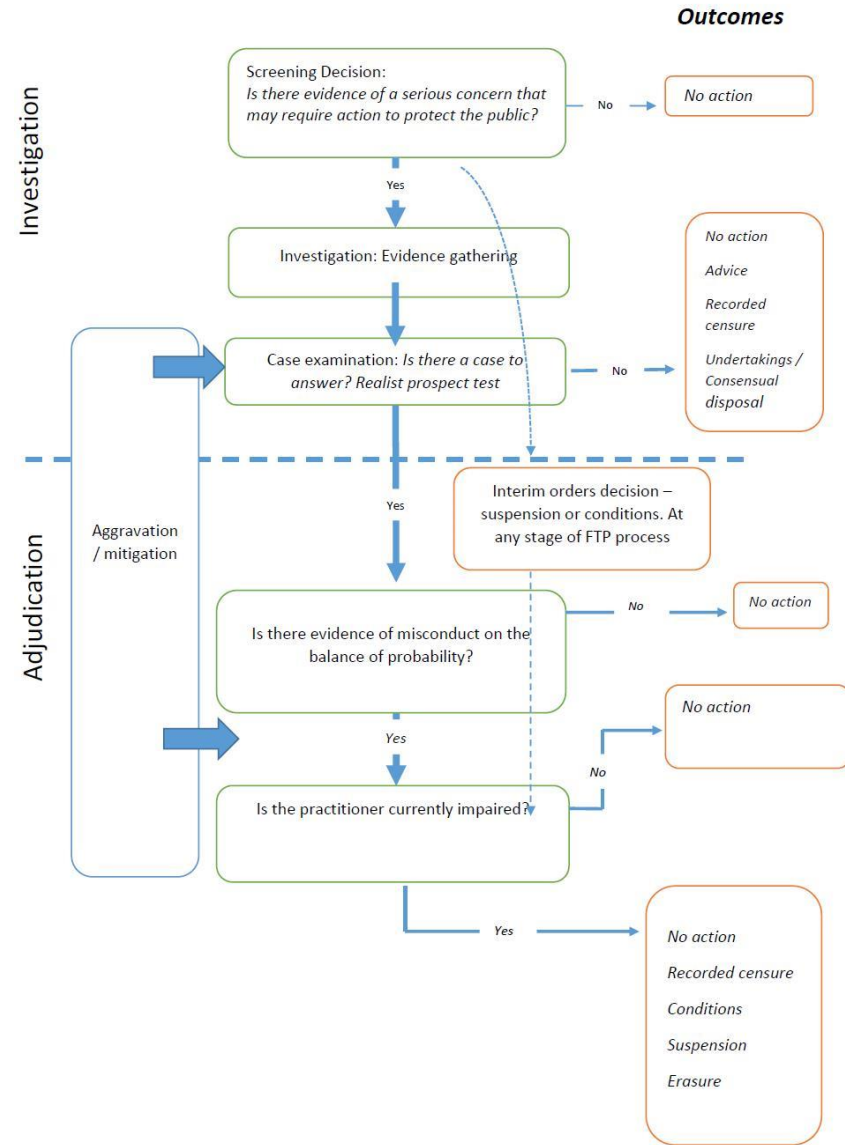 Outcomes
Investigation
Screening Decision:
Is there evidence of a serious concern that
may require action to protect the public?
No
No action
Yes
Investigation: Evidence gathering
No action
Advice
Recorded
censure
Undertakings /
Consensual
disposal
Case examination: Is there a case to
answer? Realist prospect test
No
Adjudication
Aggravation
/ mitigation
Yes
Interim orders decision –
suspension or conditions. At
any stage of FTP process
Is there evidence of misconduct on the
balance of probability?
No
No action
Yes
No action
No
Is the practitioner currently impaired?
Yes
No action
Recorded censure
Conditions
Suspension
Erasure